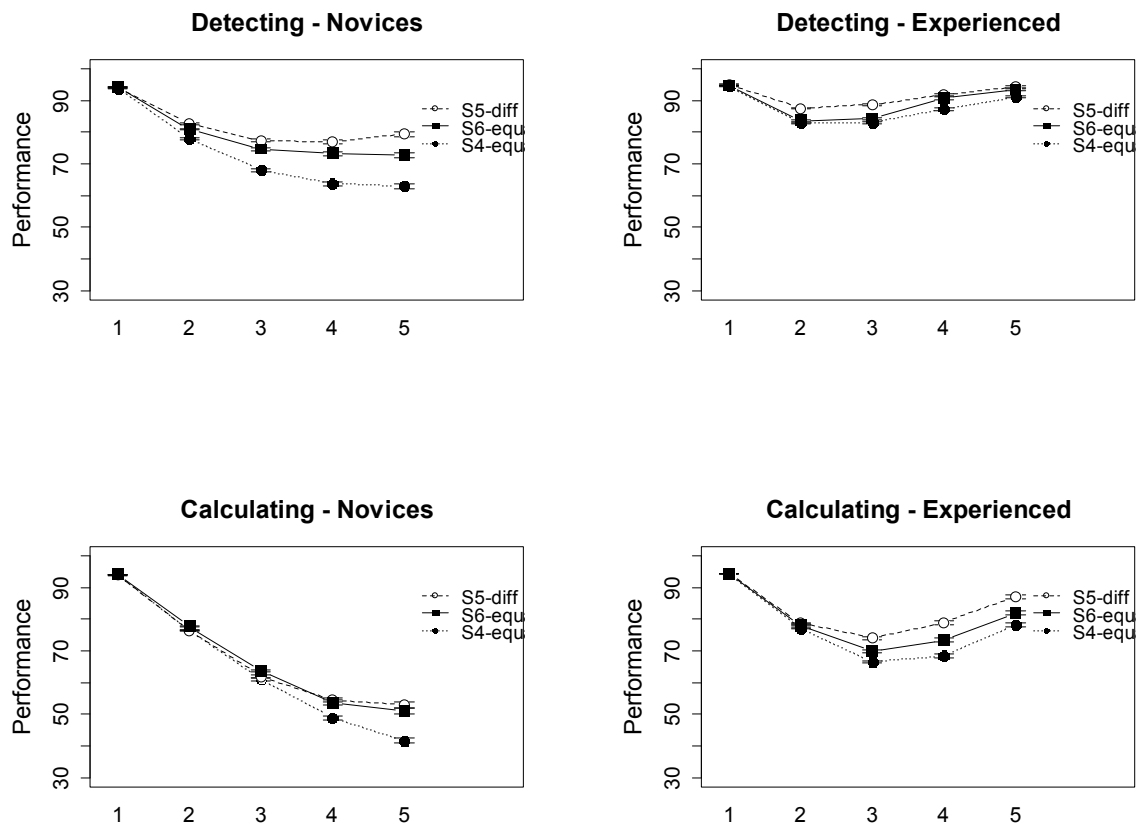 Detecting - Novices
Performance
30 50 70 90
1 2 3 4 5
S5-diff
S6-equ
S4-equ
Detecting - Experienced
Performance
30 50 70 90
1 2 3 4 5
S5-diff
S6-equ
S4-equ
Calculating - Novices
Performance
30 50 70 90
1 2 3 4 5
S5-diff
S6-equ
S4-equ
Calculating - Experienced
Performance
30 50 70 90
1 2 3 4 5
S5-diff
S6-equ
S4-equ